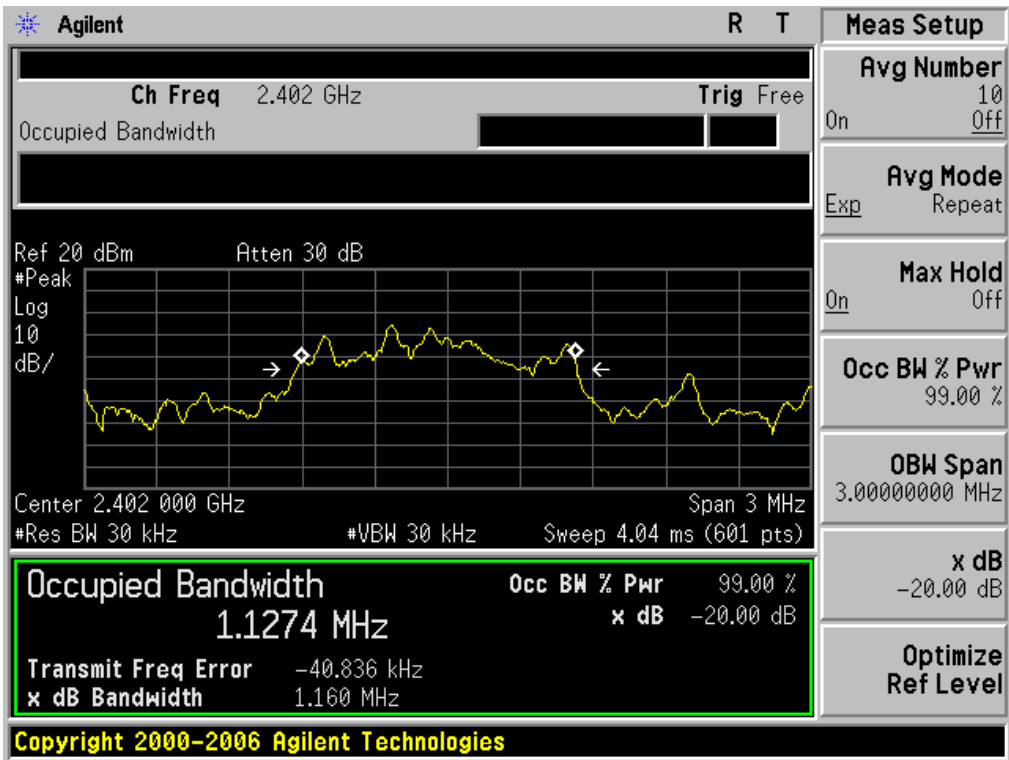 Agilent R T
Ch Freq 2.402 GHz Trig Free
Occupied Bandwidth
Ref 20 dBm Atten 30 dB
#Peak
Log
10
dB/
Center 2.402 000 GHz Span 3 MHz
#Res BW 30 kHz #VBW 30 kHz Sweep 4.04 ms (601 pts)
Occupied Bandwidth Occ BW % Pwr 99.00 %
1.1274 MHz x dB -20.00 dB
Transmit Freq Error -40.836 kHz
x dB Bandwidth 1.160 MHz
Copyright 2000-2006 Agilent Technologies
Meas Setup
Avg Number
10
On Off
Avg Mode
Exp Repeat
Max Hold
On Off
Occ BW % Pwr
99.00 %
OBW Span
3.00000000 MHz
x dB
-20.00 dB
Optimize
Ref Level